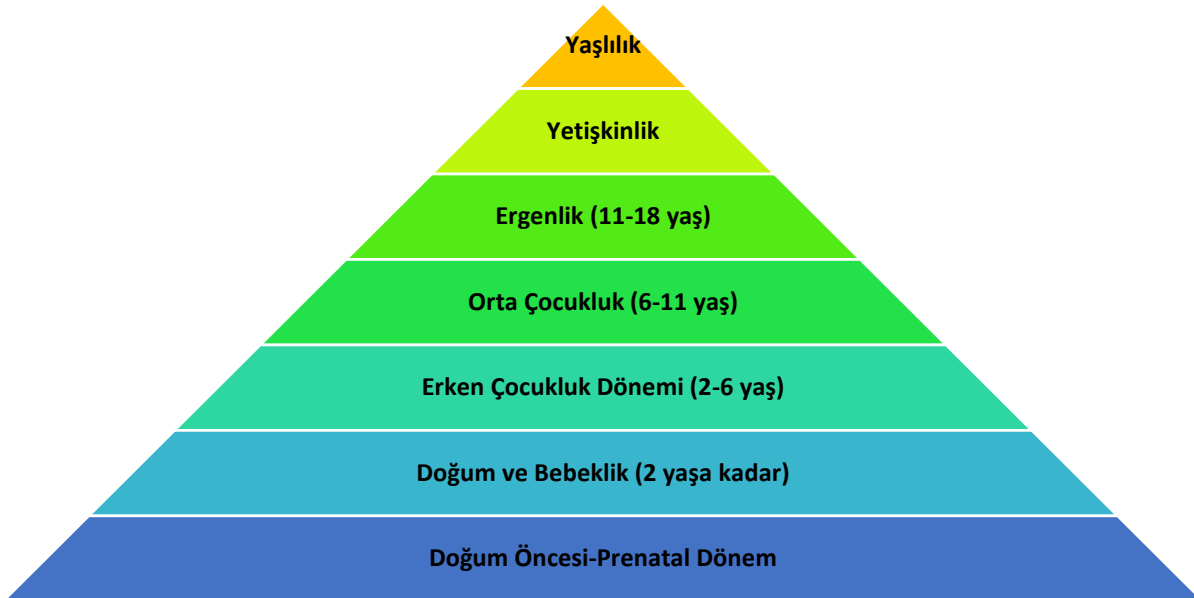 Yaşlılık
Yetişkinlik
Ergenlik (11-18 yaş)
Orta Çocukluk (6-11 yaş)
Erken Çocukluk Dönemi (2-6 yaş)
Doğum ve Bebeklik (2 yaşa kadar)
Doğum Öncesi-Prenatal Dönem